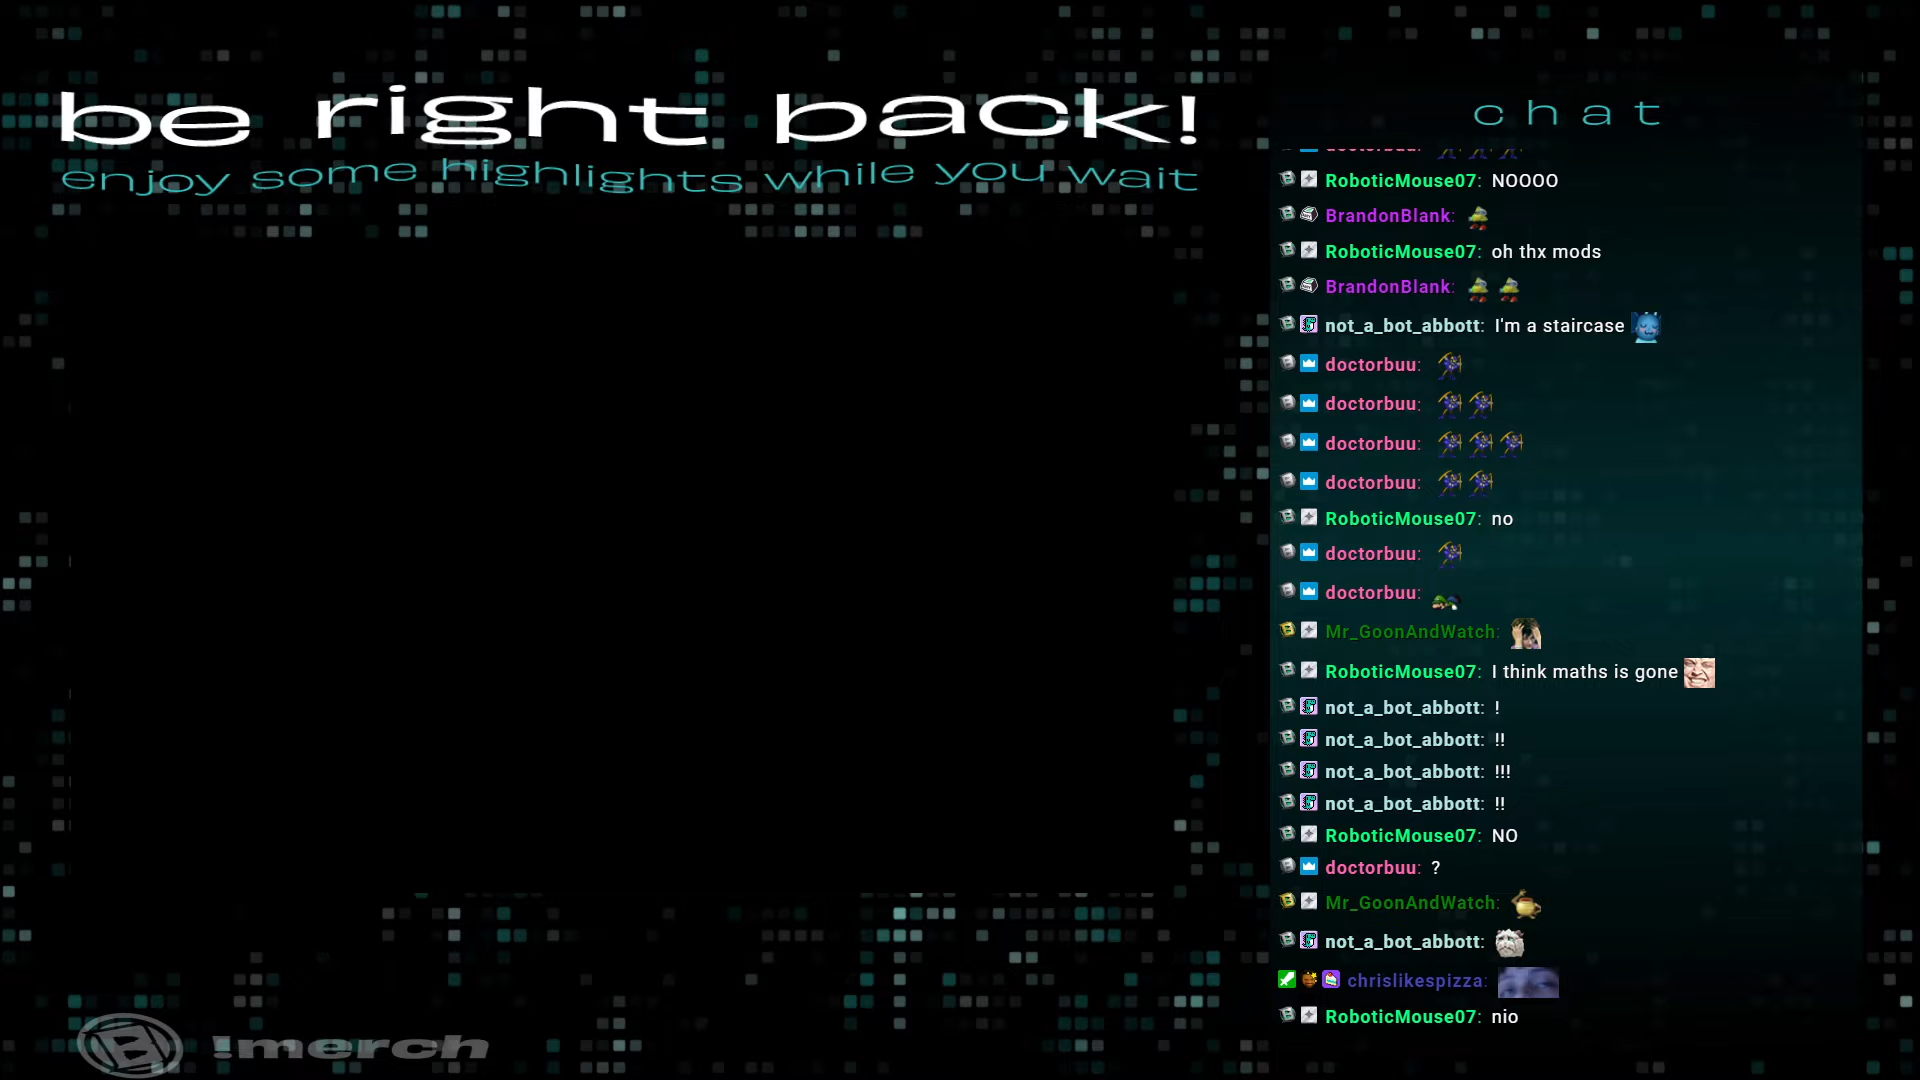 be right back!
enjoy some highlights while you wait
chat
doctorbuu:
RoboticMouse07: NOOOO
BrandonBlank:
RoboticMouse07: oh thx mods
BrandonBlank:
not_a_bot_abbott: I'm a staircase
doctorbuu:
doctorbuu:
doctorbuu:
doctorbuu:
RoboticMouse07: no
doctorbuu:
doctorbuu:
Mr_GoonAndWatch:
RoboticMouse07: I think maths is gone
not_a_bot_abbott: !
not_a_bot_abbott: !!
not_a_bot_abbott: !!!
not_a_bot_abbott: !!
RoboticMouse07: NO
doctorbuu: ?
Mr_GoonAndWatch:
not_a_bot_abbott:
chrislikespizza:
RoboticMouse07: nio
B !merch